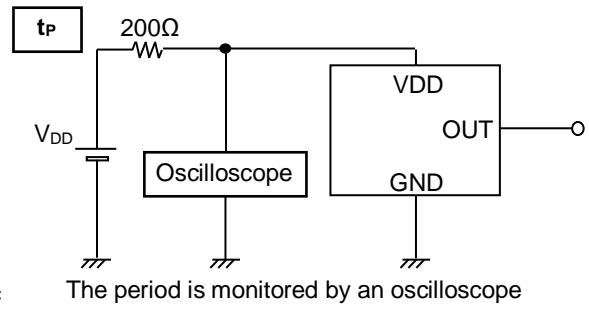 tP
200Ω
VDD
VDD
OUT
Oscilloscope
GND
The period is monitored by an oscilloscope